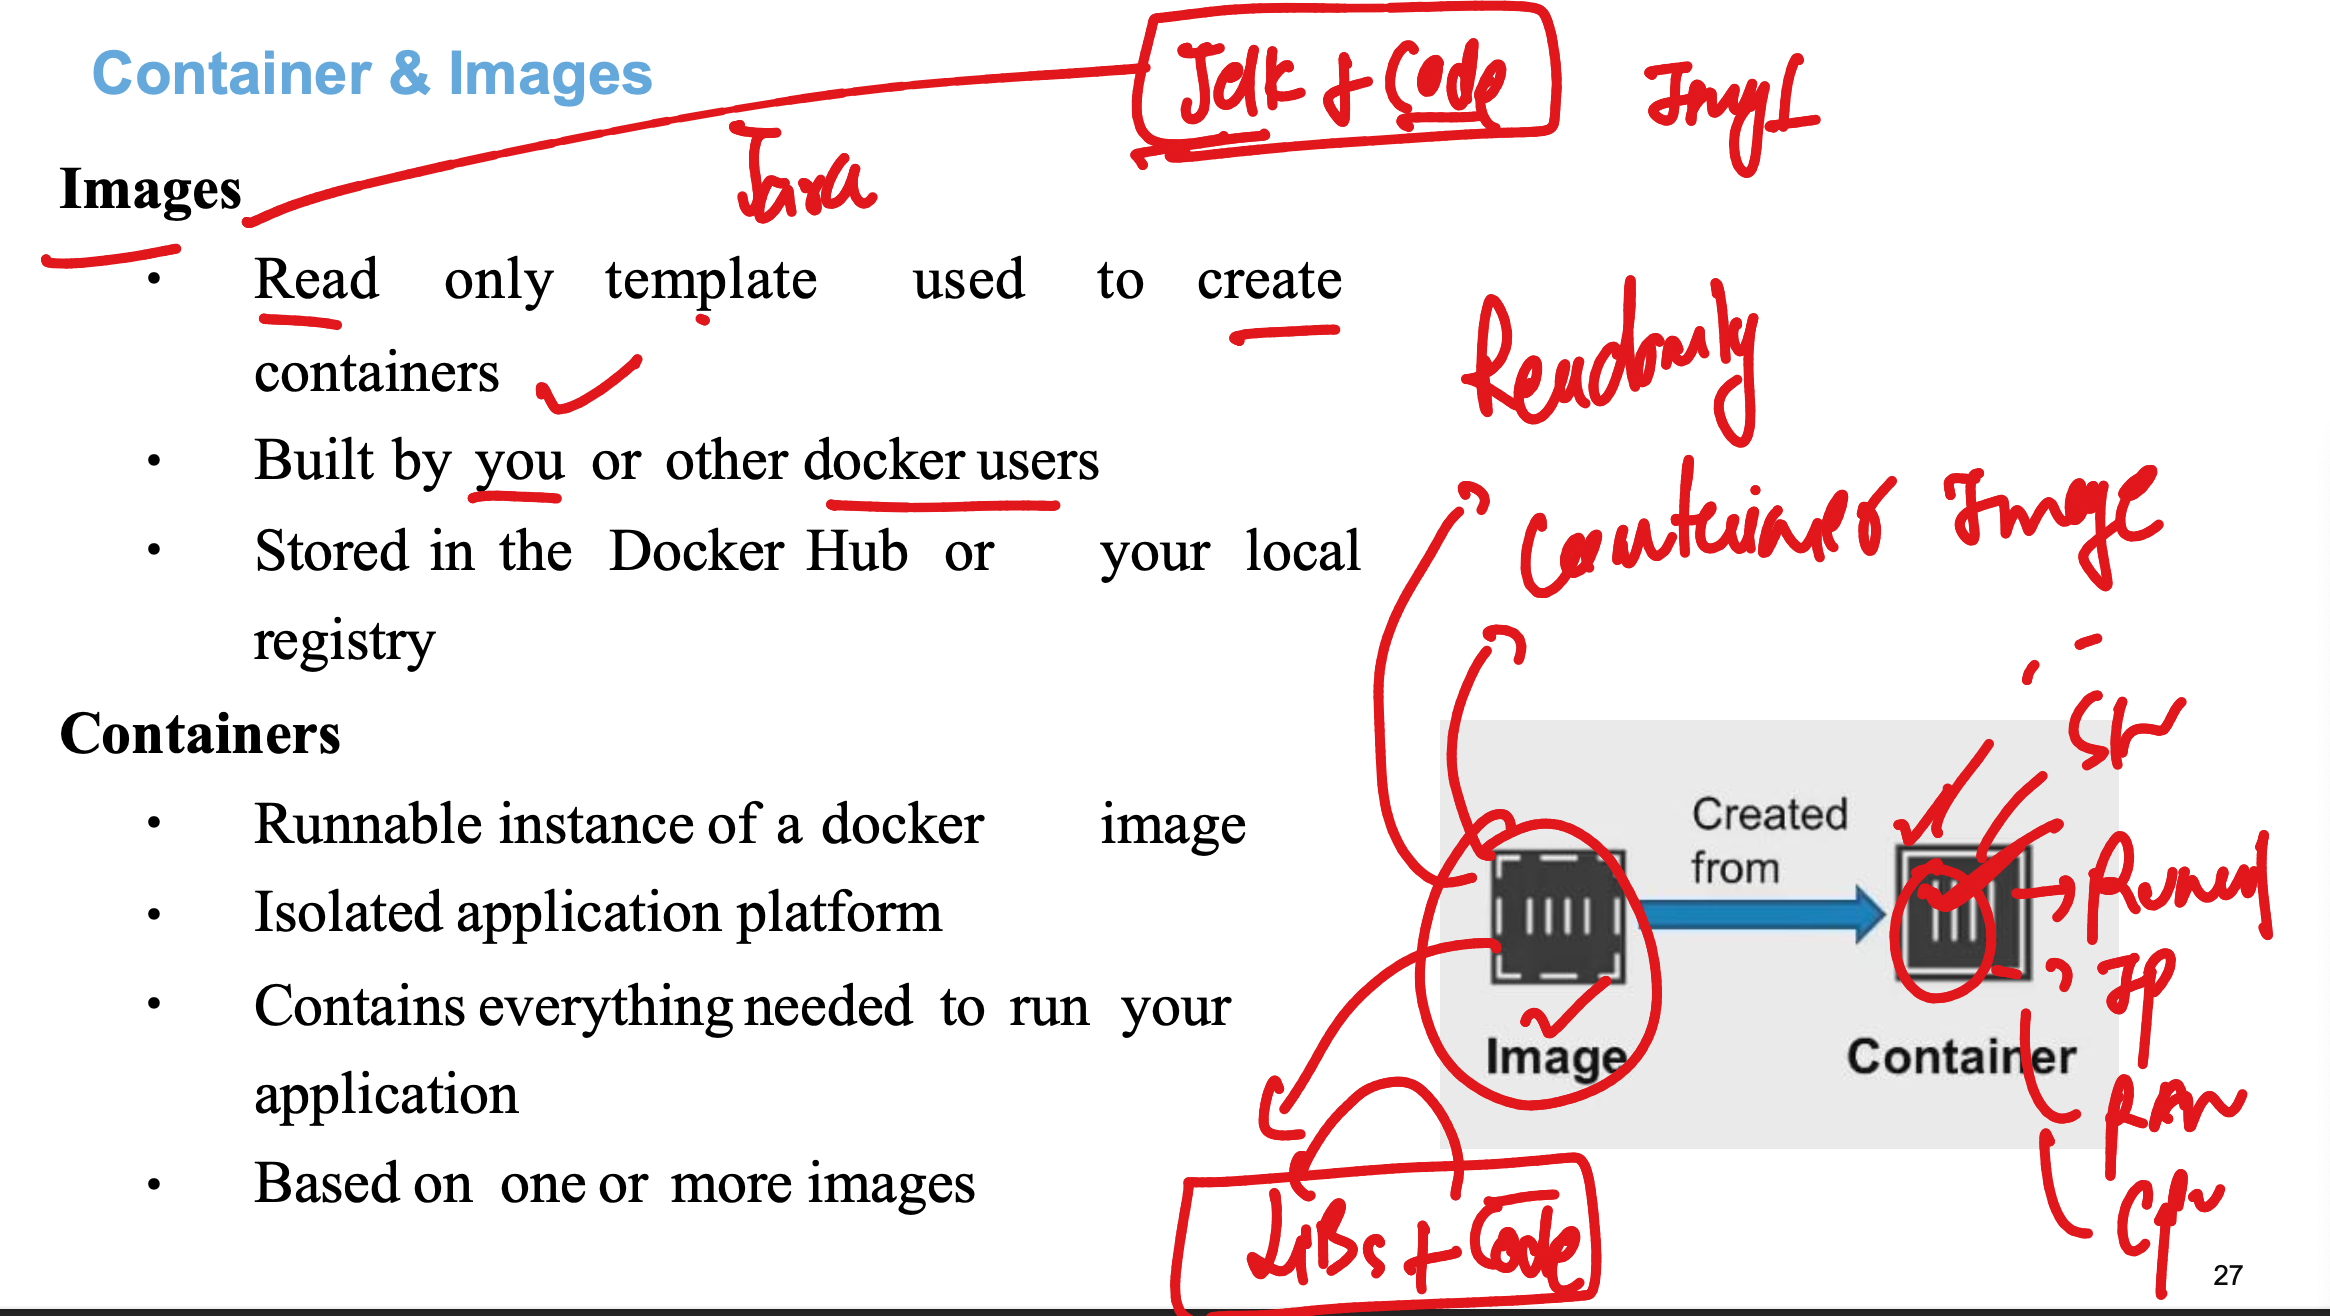 Container & Images
Jdk + Code
Img1
Java
Images
Read only template used to create
containers
Readonly
Built by you or other docker users
Container Image
Stored in the Docker Hub or your local
registry
Containers
Runnable instance of a docker image
Isolated application platform
Contains everything needed to run your
application
Based on one or more images
Created
from
Image
Container
IP
RAM
CPU
LIBs + Code
27